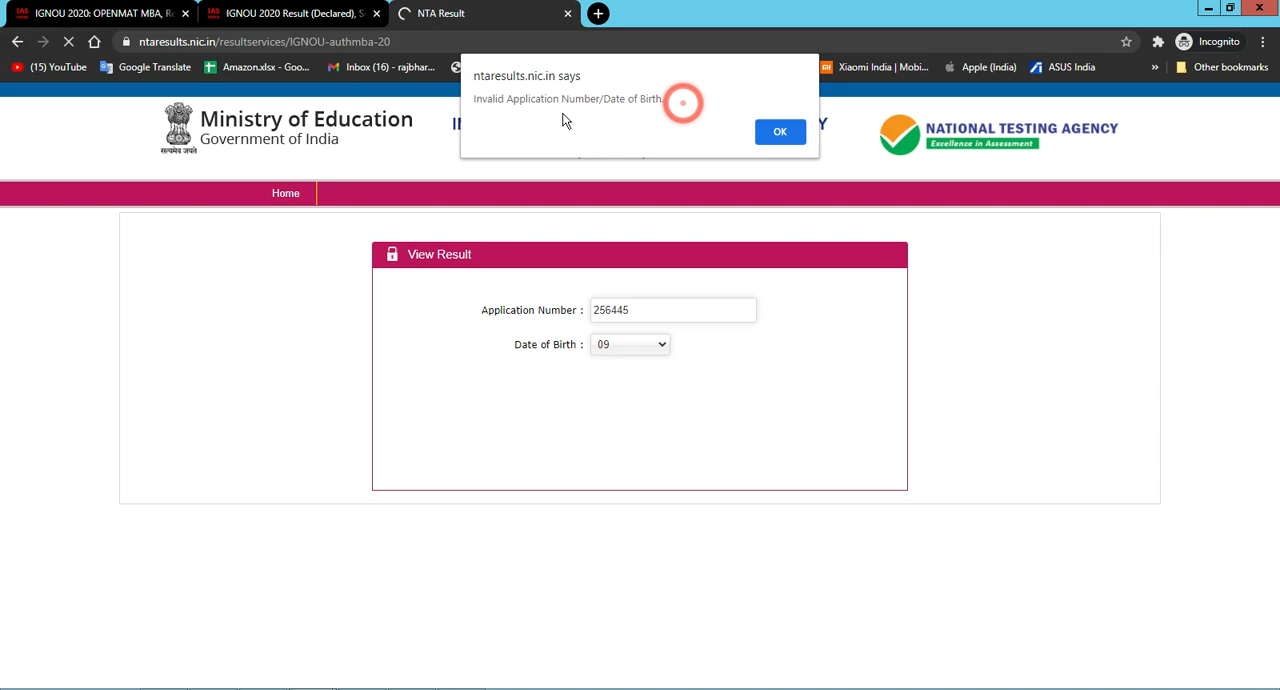 IGNOU 2020: OPENMAT MBA, R
IGNOU 2020 Result (Declared), S
NTA Result
ntaresults.nic.in/resultservices/IGNOU-authmba-20
Incognito
(15) YouTube
Google Translate
Amazon.xlsx - Goo...
Inbox (16) - rajbhar...
Xiaomi India | Mobi...
Apple (India)
ASUS India
»
Other bookmarks
ntaresults.nic.in says
Invalid Application Number/Date of Birth.
OK
सत्यमेव जयते
Ministry of Education
Government of India
NATIONAL TESTING AGENCY
Excellence in Assessment
Home
View Result
Application Number : 256445
Date of Birth : 09